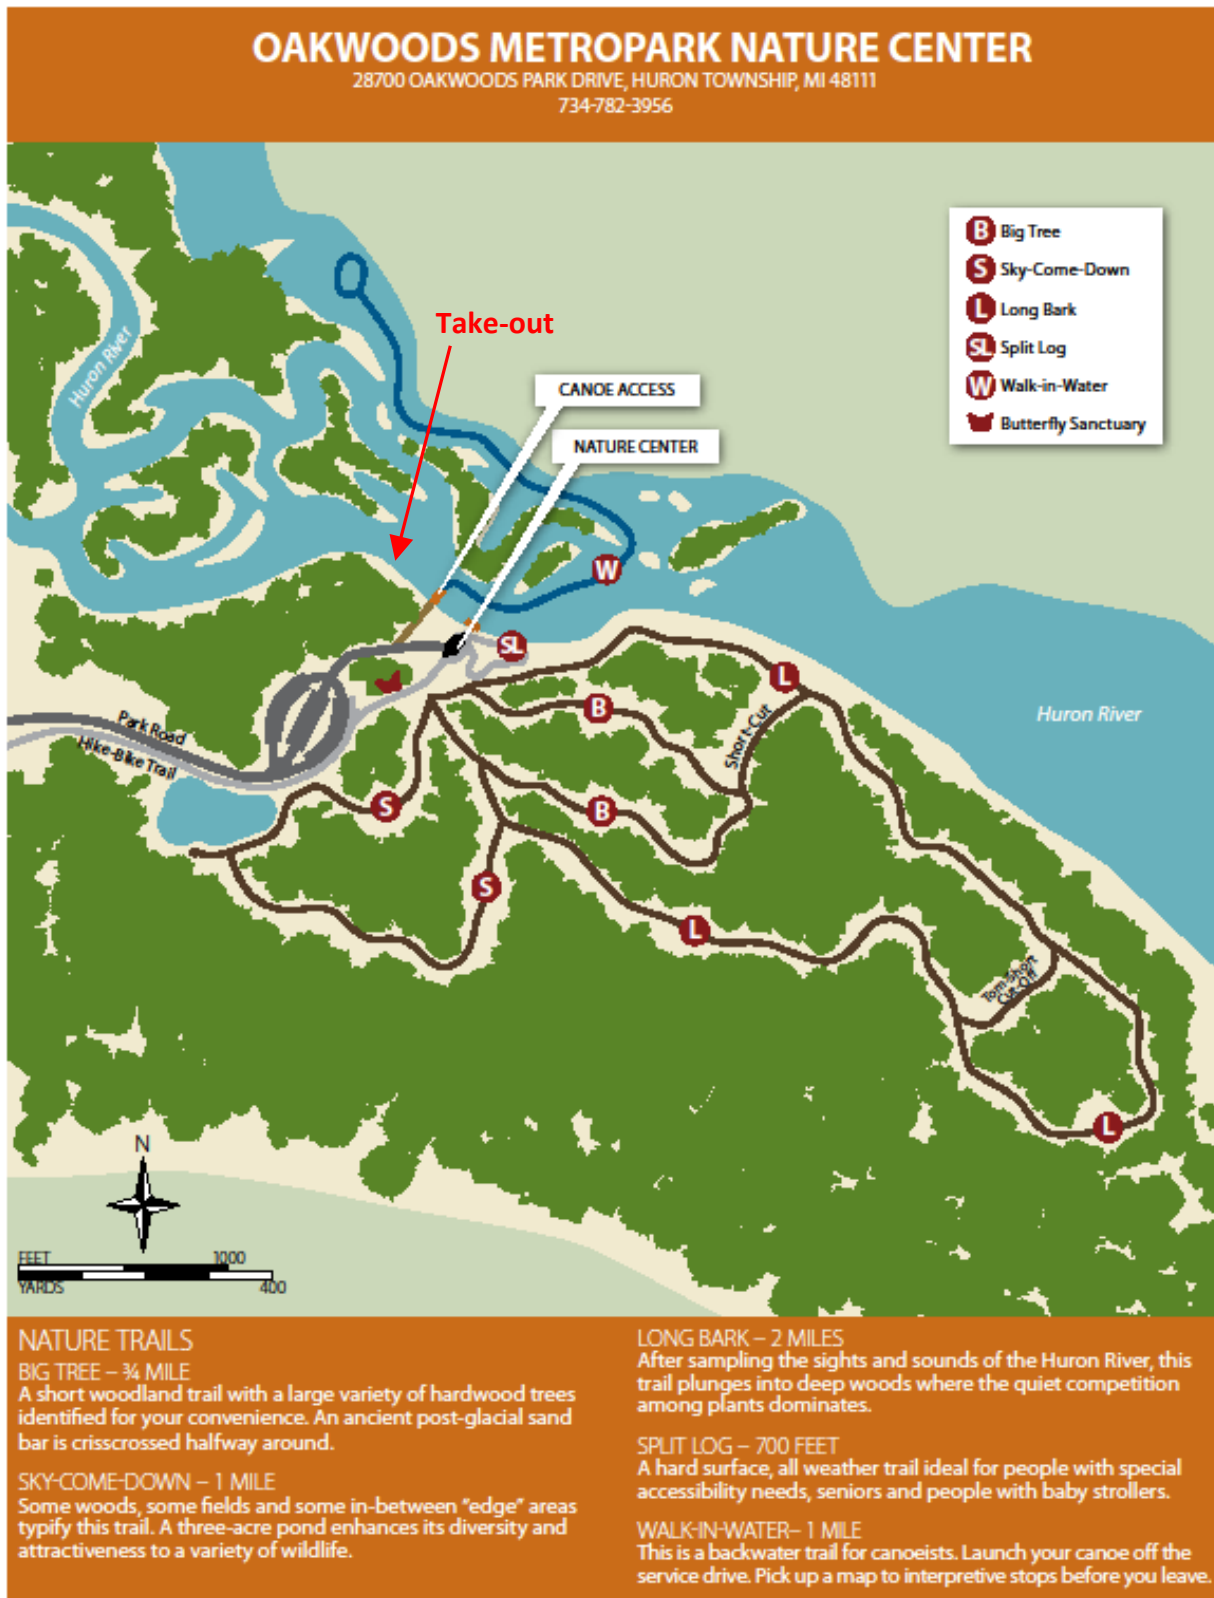 OAKWOODS METROPARK NATURE CENTER
28700 OAKWOODS PARK DRIVE, HURON TOWNSHIP, MI 48111
734-782-3956
B Big Tree
S Sky-Come-Down
L Long Bark
SL Split Log
W Walk-in-Water
Butterfly Sanctuary
Huron River
Take-out
CANOE ACCESS
NATURE CENTER
W
SL
L
B
Short-Cut
Huron River
Park Road
Hike-Bike Trail
S
B
S
L
Tom-Short
Cut-Off
L
N
FEET 1000
YARDS 400
NATURE TRAILS
BIG TREE – ¾ MILE
A short woodland trail with a large variety of hardwood trees
identified for your convenience. An ancient post-glacial sand
bar is crisscrossed halfway around.
SKY-COME-DOWN – 1 MILE
Some woods, some fields and some in-between “edge” areas
typify this trail. A three-acre pond enhances its diversity and
attractiveness to a variety of wildlife.
LONG BARK – 2 MILES
After sampling the sights and sounds of the Huron River, this
trail plunges into deep woods where the quiet competition
among plants dominates.
SPLIT LOG – 700 FEET
A hard surface, all weather trail ideal for people with special
accessibility needs, seniors and people with baby strollers.
WALK-IN-WATER– 1 MILE
This is a backwater trail for canoeists. Launch your canoe off the
service drive. Pick up a map to interpretive stops before you leave.